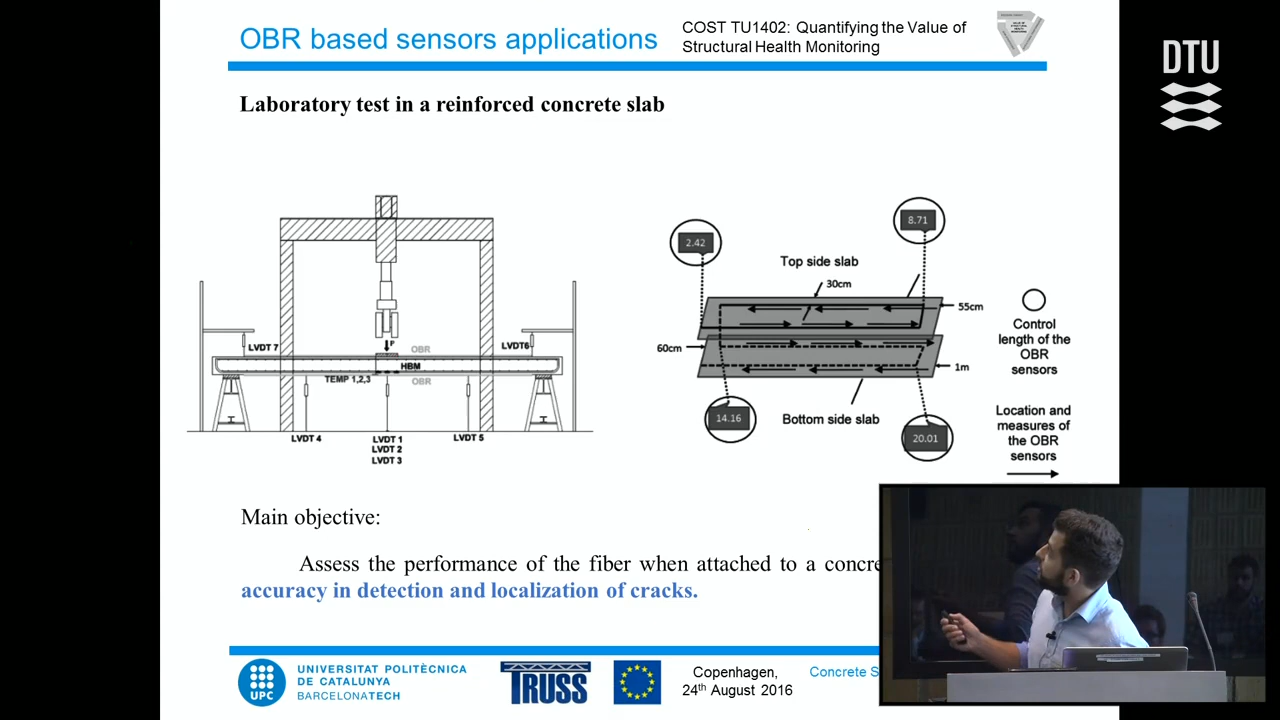 OBR based sensors applications
COST TU1402: Quantifying the Value of
Structural Health Monitoring
DTU
Laboratory test in a reinforced concrete slab
LVDT 7
LVDT6
P
OBR
HBM
TEMP 1,2,3
OBR
LVDT 4
LVDT 1
LVDT 5
LVDT 2
LVDT 3
2.42
8.71
Top side slab
30cm
55cm
60cm
1m
14.16
Bottom side slab
20.01
Control
length of the
OBR
sensors
Location and
measures of
the OBR
sensors
Main objective:
Assess the performance of the fiber when attached to a concre
accuracy in detection and localization of cracks.
UPC
UNIVERSITAT POLITÈCNICA
DE CATALUNYA
BARCELONATECH
TRUSS
Copenhagen,
24th August 2016
Concrete S